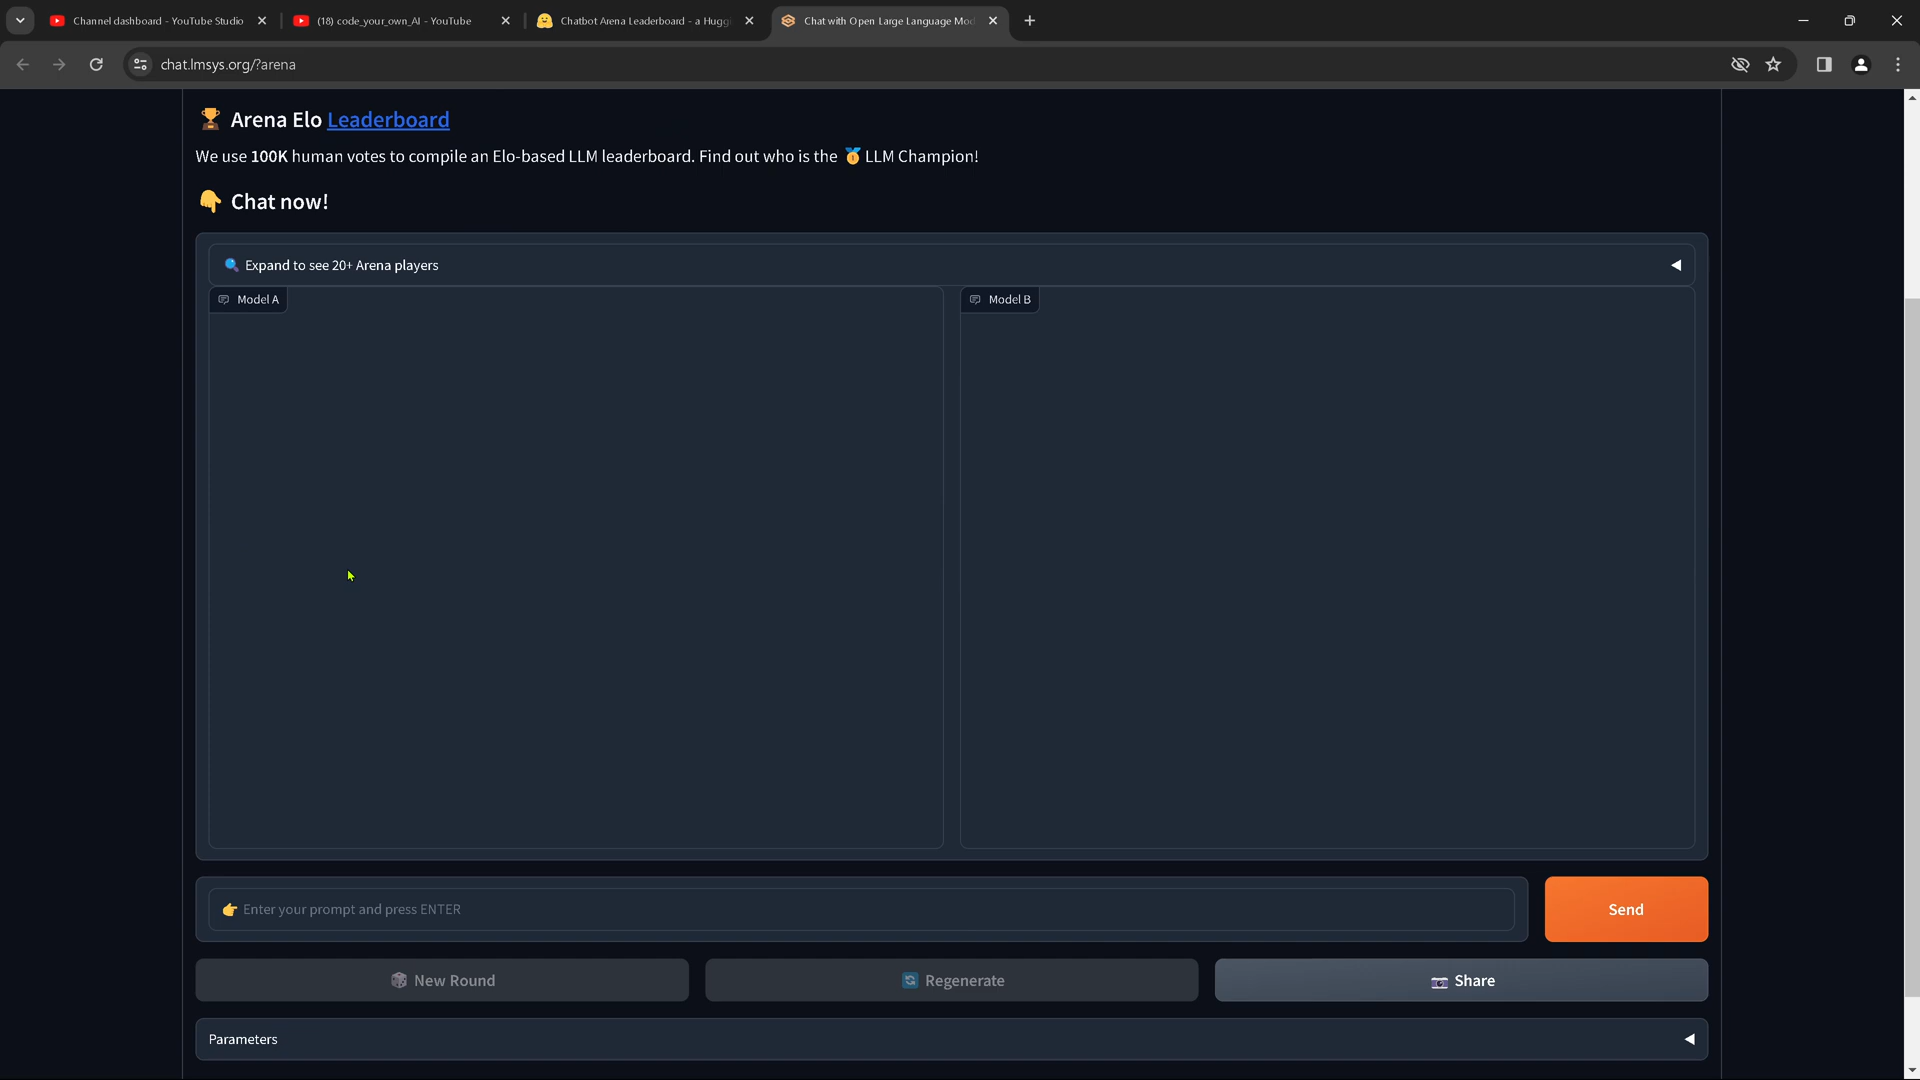 Channel dashboard - YouTube Studio
(18) code_your_own_AI - YouTube
Chatbot Arena Leaderboard - a Huggi
Chat with Open Large Language Mod
chat.lmsys.org/?arena
🏆 Arena Elo Leaderboard
We use 100K human votes to compile an Elo-based LLM leaderboard. Find out who is the 🥇 LLM Champion!
👇 Chat now!
🔍 Expand to see 20+ Arena players
Model A
Model B
👉 Enter your prompt and press ENTER
Send
🎲 New Round
🔄 Regenerate
📷 Share
Parameters